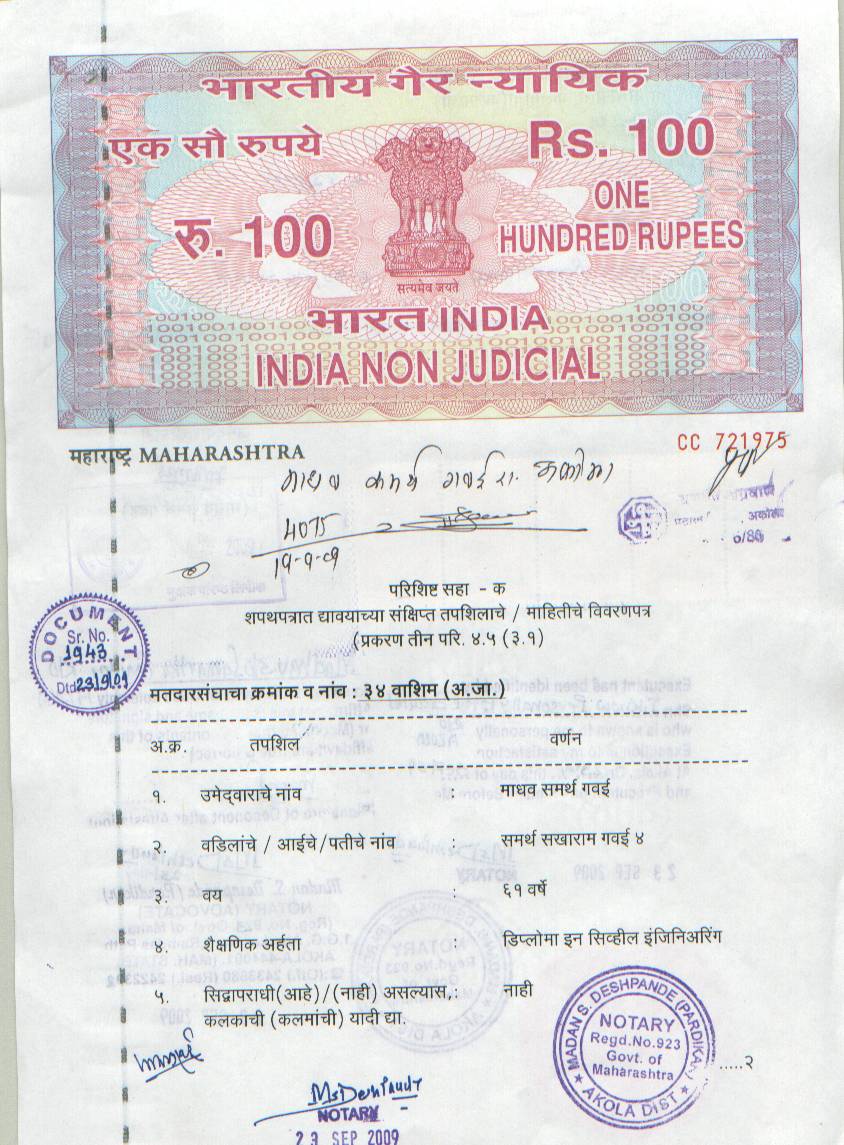 भारतीय गैर न्यायिक
एक सौ रुपये Rs. 100
रु. 100 ONE
HUNDRED RUPEES
सत्यमेव जयते
भारत INDIA
INDIA NON JUDICIAL
महाराष्ट्र MAHARASHTRA
CC 721975
माधव समर्थ गवई रा. अकोला
4075
अकोला
परिशिष्ट सहा - क
शपथपत्रात द्यावयाच्या संक्षिप्त तपशिलाचे / माहितीचे विवरणपत्र
(प्रकरण तीन परि. ४.५ (३.१)
DOCUMENT
Sr. No.
1943
Dtd 23/9/09
मतदारसंघाचा क्रमांक व नांव : ३४ वाशिम (अ.जा.)
अ.क्र. तपशिल वर्णन
१. उमेद्वाराचे नांव : माधव समर्थ गवई
२. वडिलांचे / आईचे/पतीचे नांव : समर्थ सखाराम गवई ४
३. वय : ६१ वर्षे
४. शैक्षणिक अर्हता : डिप्लोमा इन सिव्हील इंजिनिअरिंग
५. सिद्वापराधी(आहे)/(नाही) असल्यास,: नाही
कलकाची (कलमांची) यादी द्या.
MADAN S. DESHPANDE (PARDIKAR)
NOTARY
Regd.No.923
Govt. of
Maharashtra
AKOLA DIST
.....२
MsDeshpande
NOTARY
23 SEP 2009